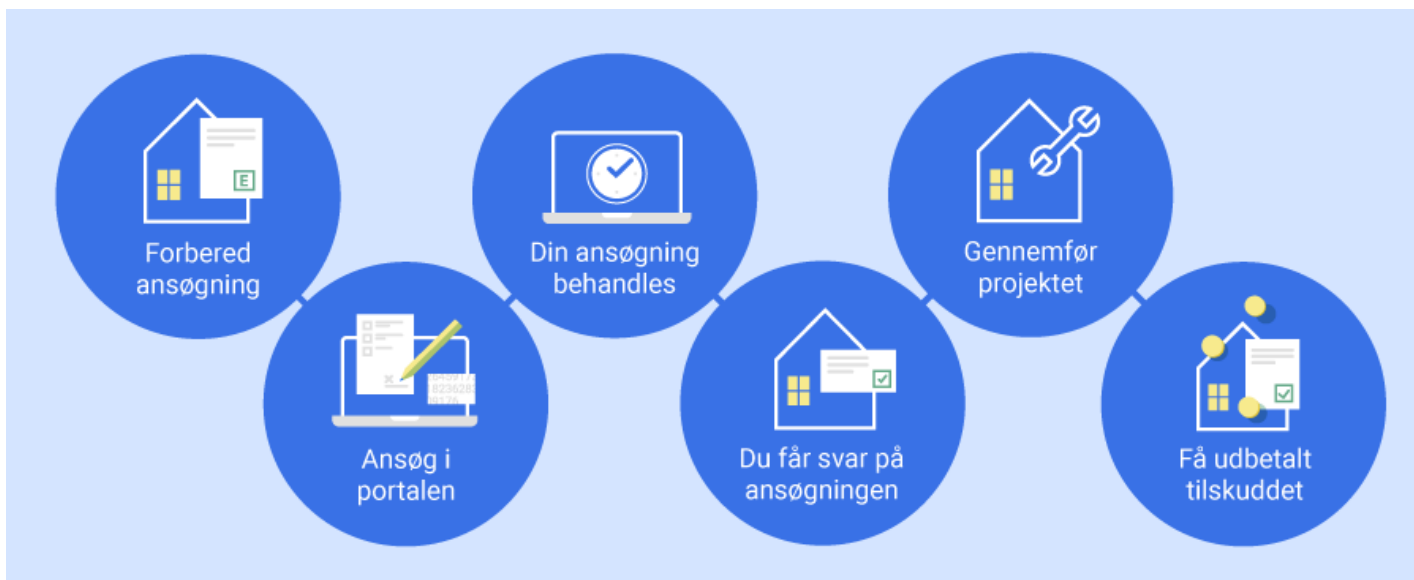 E
Forbered
ansøgning
Ansøg i
portalen
Din ansøgning
behandles
Du får svar på
ansøgningen
Gennemfør
projektet
Få udbetalt
tilskuddet